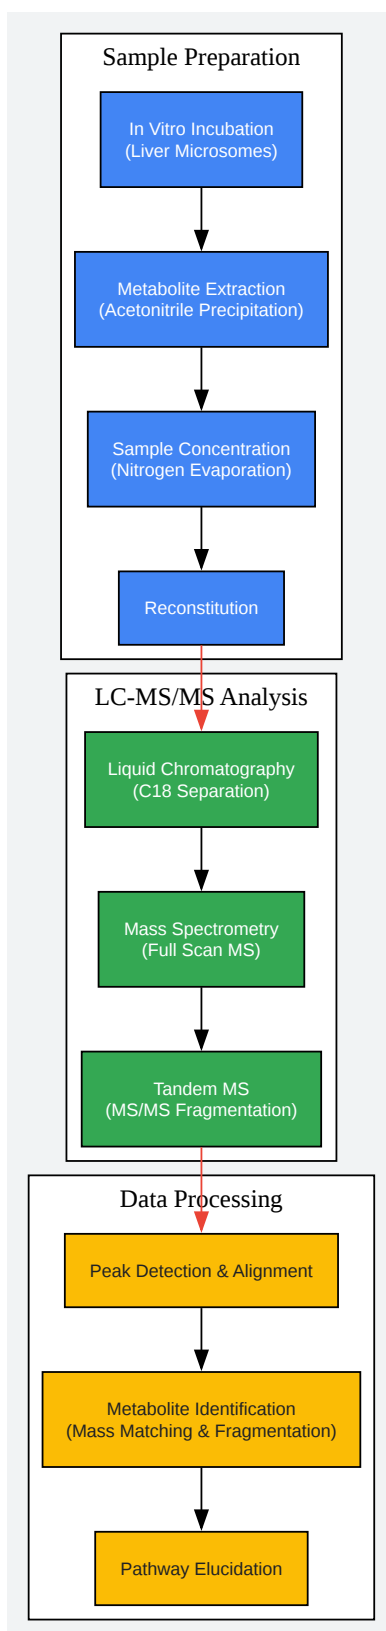 Sample Preparation
In Vitro Incubation
(Liver Microsomes)
Metabolite Extraction
(Acetonitrile Precipitation)
Sample Concentration
(Nitrogen Evaporation)
Reconstitution
LC-MS/MS Analysis
Liquid Chromatography
(C18 Separation)
Mass Spectrometry
(Full Scan MS)
Tandem MS
(MS/MS Fragmentation)
Data Processing
Peak Detection & Alignment
Metabolite Identification
(Mass Matching & Fragmentation)
Pathway Elucidation